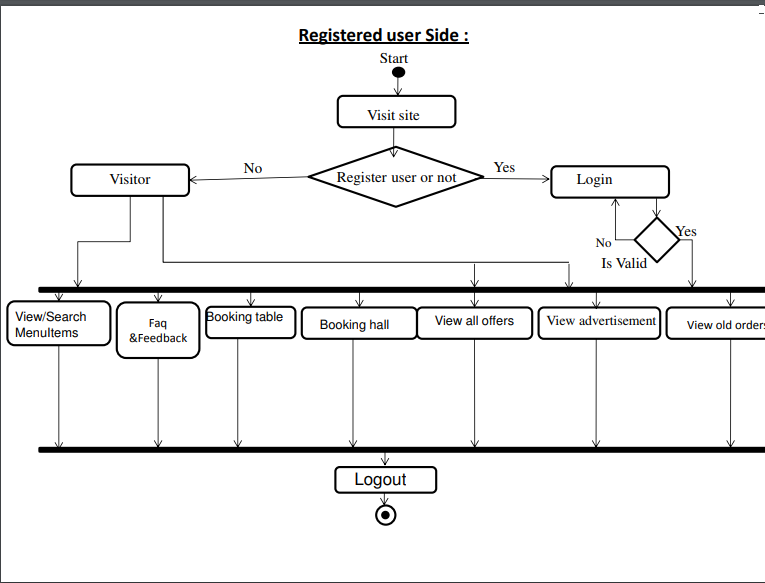 Registered user Side :
Start
Visit site
No
Yes
Visitor
Register user or not
Login
No
Yes
Is Valid
View/Search
MenuItems
Faq
&Feedback
Booking table
Booking hall
View all offers
View advertisement
View old orders
Logout